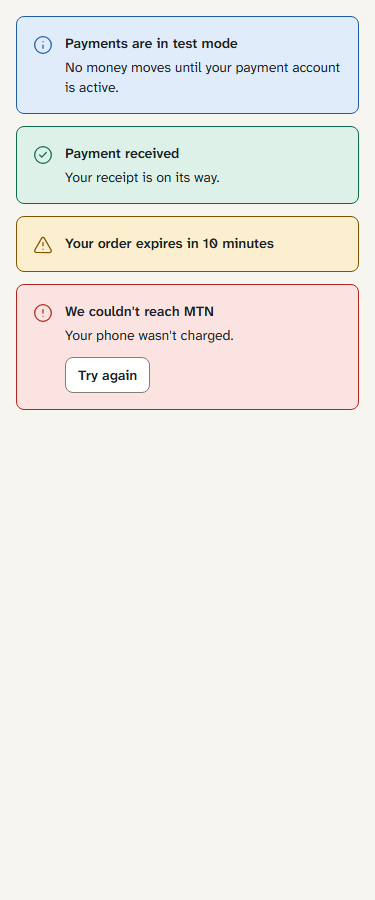 Payments are in test mode
No money moves until your payment account
is active.
Payment received
Your receipt is on its way.
Your order expires in 10 minutes
We couldn't reach MTN
Your phone wasn't charged.
Try again